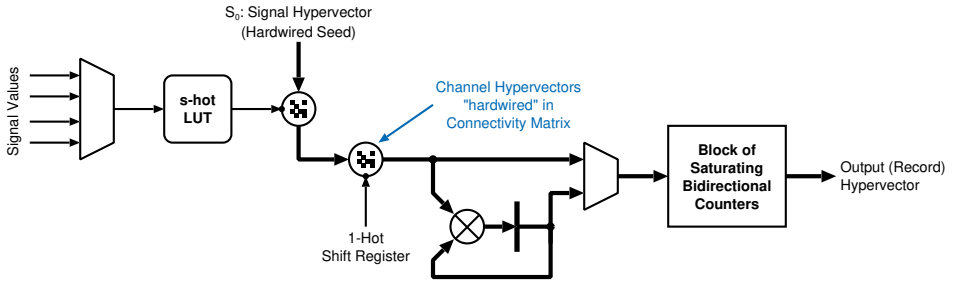 S₀: Signal Hypervector
(Hardwired Seed)
Signal Values
s-hot
LUT
Channel Hypervectors
"hardwired" in
Connectivity Matrix
1-Hot
Shift Register
Block of
Saturating
Bidirectional
Counters
Output (Record)
Hypervector